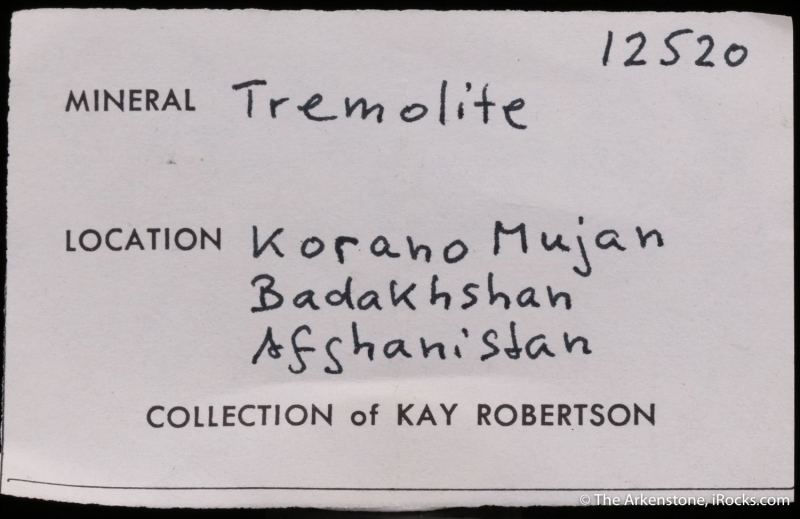 12520
MINERAL Tremolite
LOCATION Korano Mujan
Badakhshan
Afghanistan
COLLECTION of KAY ROBERTSON
© The Arkenstone, iRocks.com